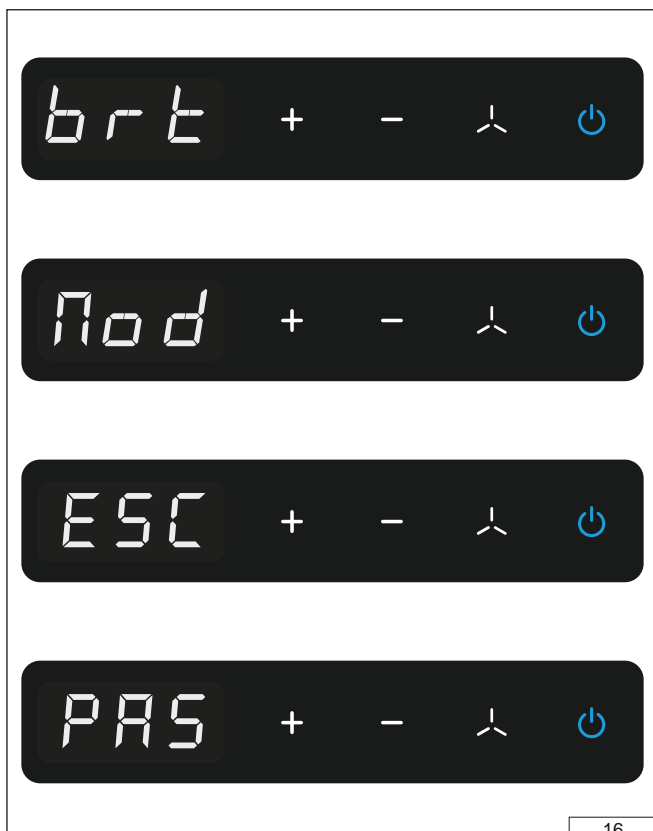 brt + −
Mod + −
ESC + −
PAS + −
16